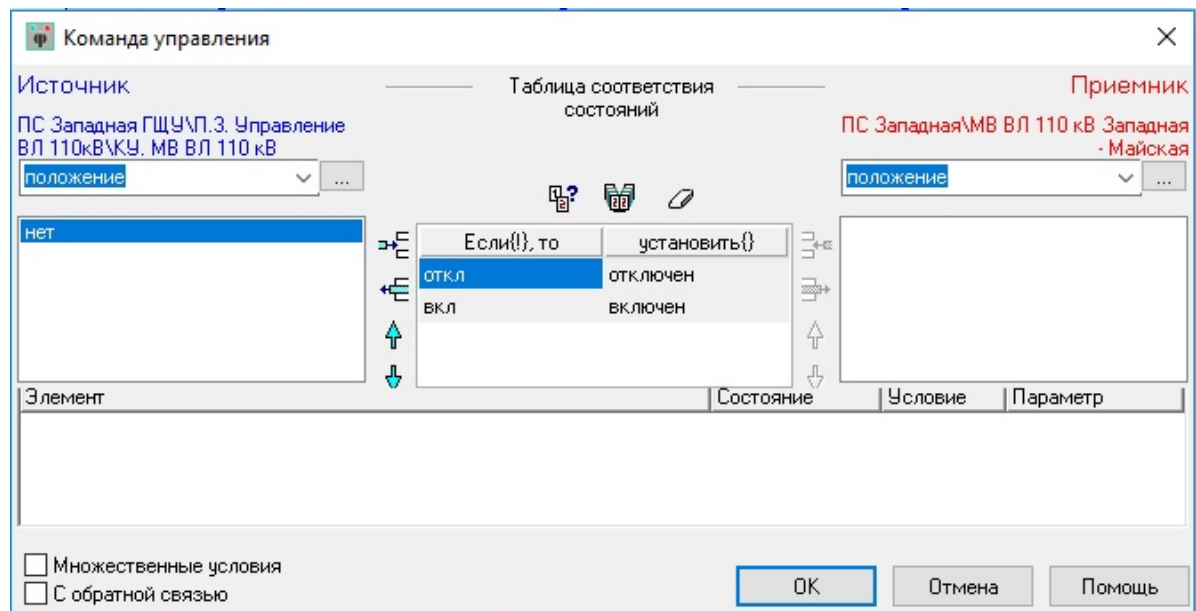 Команда управления
Источник
Таблица соответствия
состояний
Приемник
ПС Западная ГЩУ\П.3. Управление
ВЛ 110кВ\КУ. МВ ВЛ 110 кВ
ПС Западная\МВ ВЛ 110 кВ Западная
- Майская
положение
...
положение
...
нет
Если{!}, то
установить{}
откл
отключен
вкл
включен
Элемент
Состояние
Условие
Параметр
Множественные условия
С обратной связью
OK
Отмена
Помощь